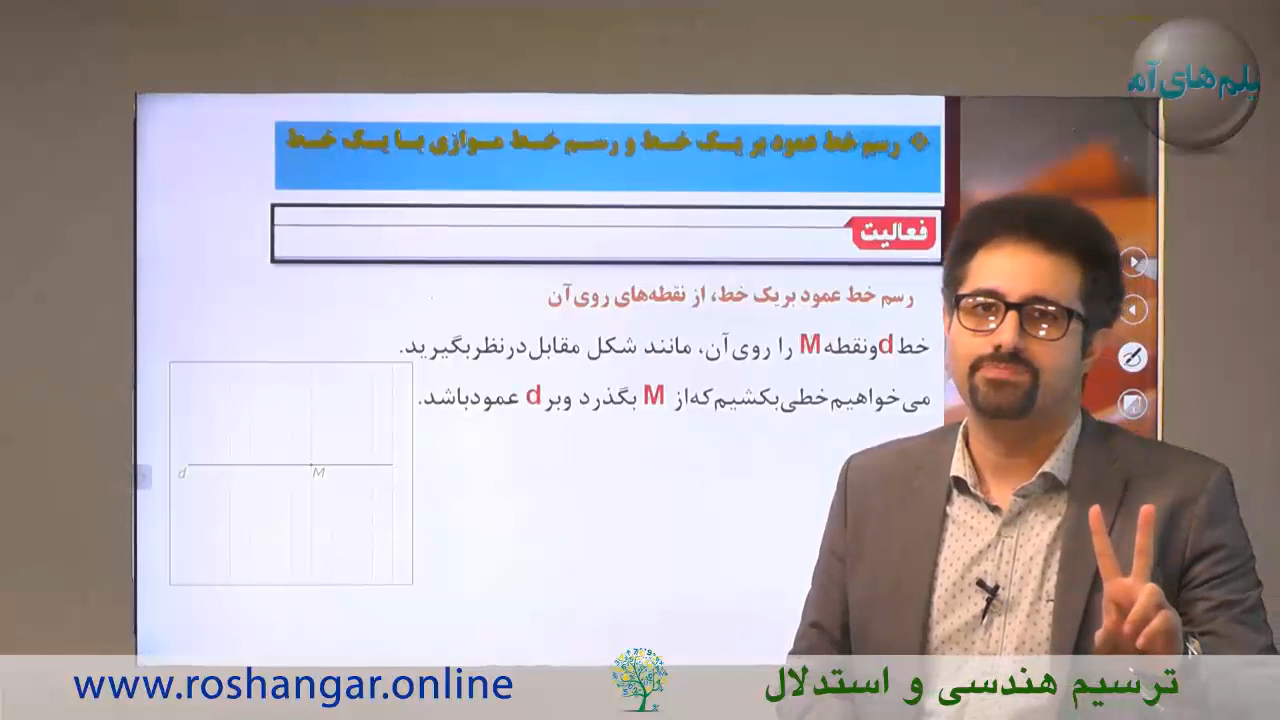 یلم‌های آم
❖ رسم خط عمود بر یک خط و رسم خط موازی با یک خط
فعالیت
رسم خط عمود بر یک خط، از نقطه‌های روی آن
خط d و نقطه M را روی آن، مانند شکل مقابل در نظر بگیرید.
می‌خواهیم خطی بکشیم که از M بگذرد و بر d عمود باشد.
d M
www.roshangar.online
ترسیم هندسی و استدلال